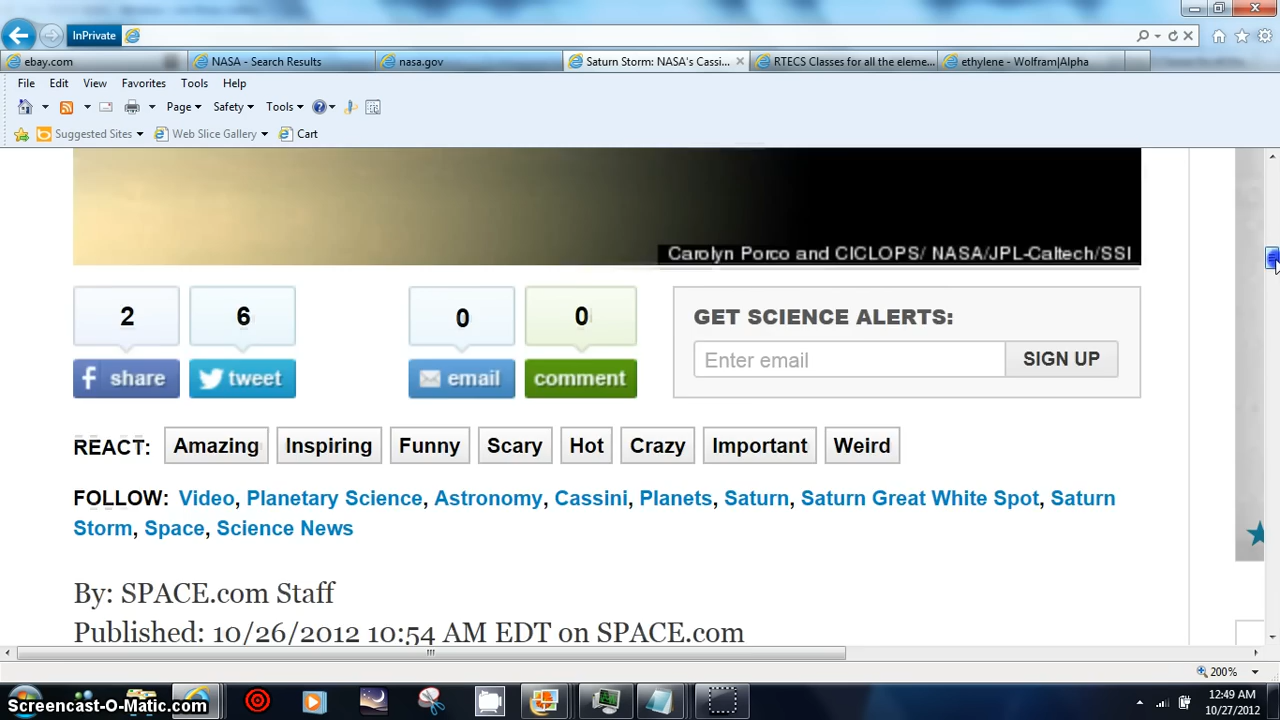 InPrivate
ebay.com
NASA - Search Results
nasa.gov
Saturn Storm: NASA's Cassi...
RTECS Classes for all the eleme...
ethylene - Wolfram|Alpha
File Edit View Favorites Tools Help
Page Safety Tools
Suggested Sites Web Slice Gallery Cart
Carolyn Porco and CICLOPS/ NASA/JPL-Caltech/SSI
2 6 0 0 GET SCIENCE ALERTS:
Enter email SIGN UP
f share tweet email comment
REACT: Amazing Inspiring Funny Scary Hot Crazy Important Weird
FOLLOW: Video, Planetary Science, Astronomy, Cassini, Planets, Saturn, Saturn Great White Spot, Saturn
Storm, Space, Science News
By: SPACE.com Staff
Published: 10/26/2012 10:54 AM EDT on SPACE.com
200%
12:49 AM
10/27/2012
Screencast-O-Matic.com